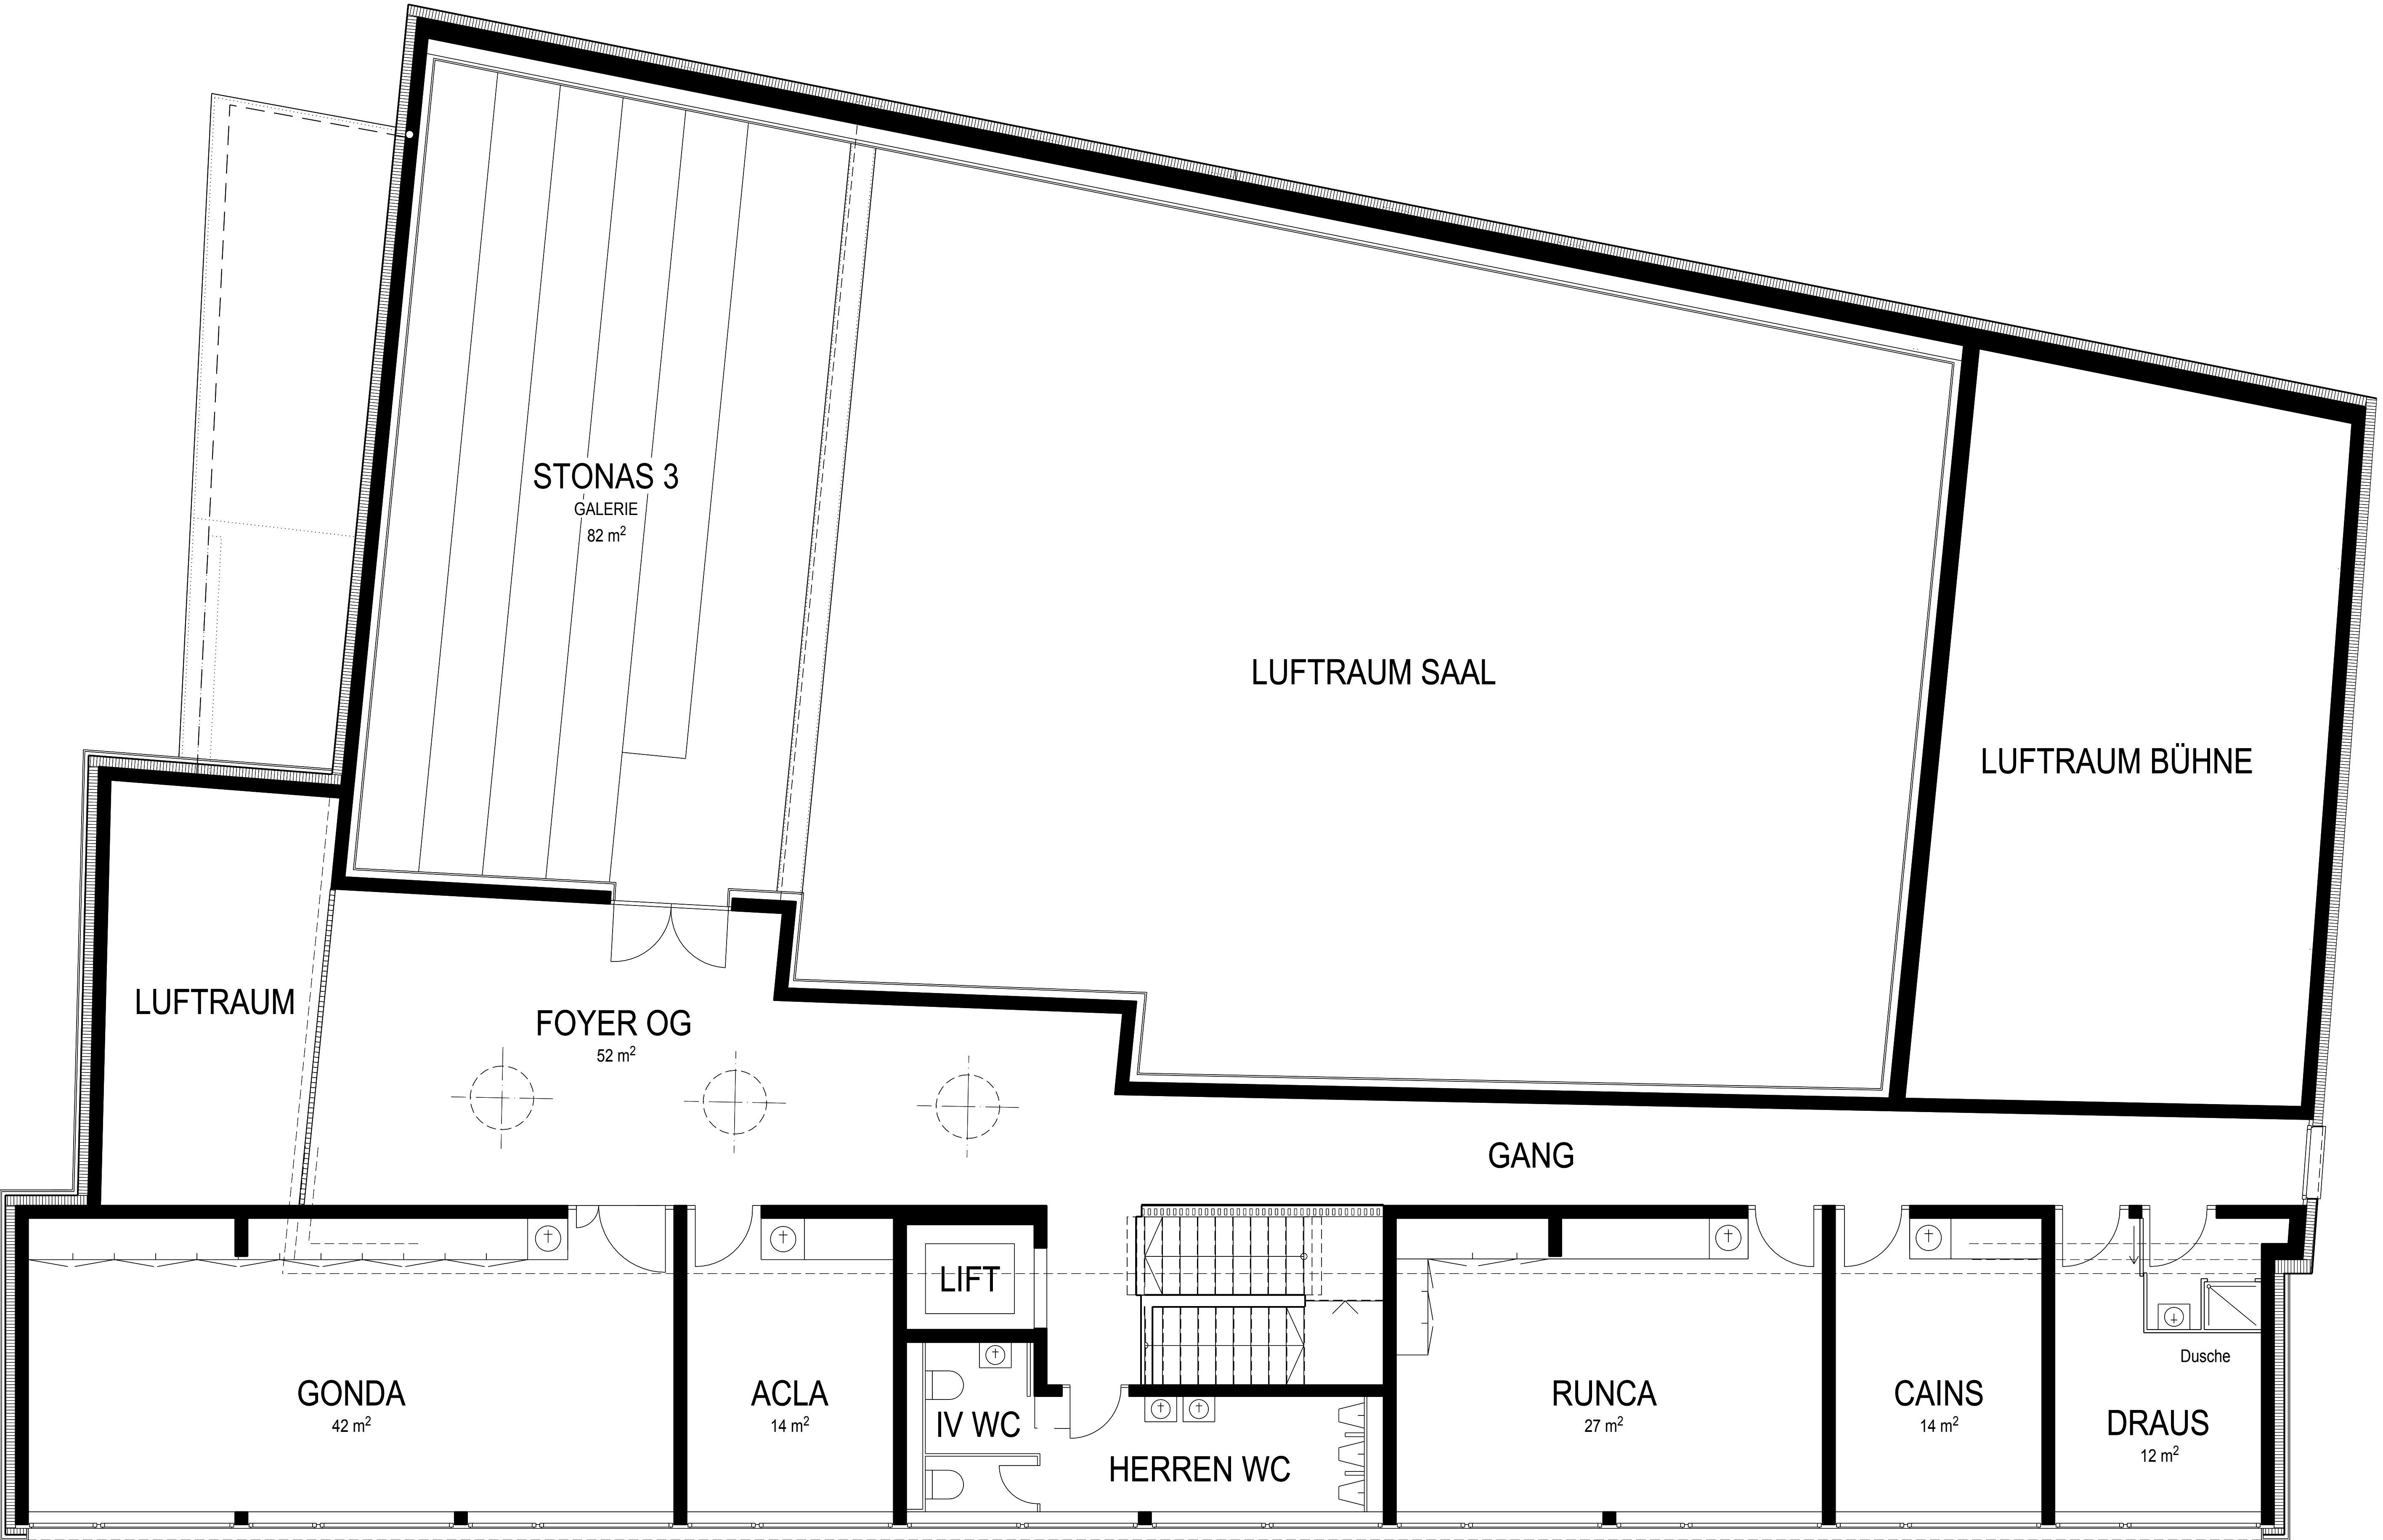 STONAS 3
GALERIE
82 m²
LUFTRAUM SAAL
LUFTRAUM BÜHNE
LUFTRAUM
FOYER OG
52 m²
GANG
LIFT
GONDA
42 m²
ACLA
14 m²
IV WC
HERREN WC
RUNCA
27 m²
CAINS
14 m²
Dusche
DRAUS
12 m²